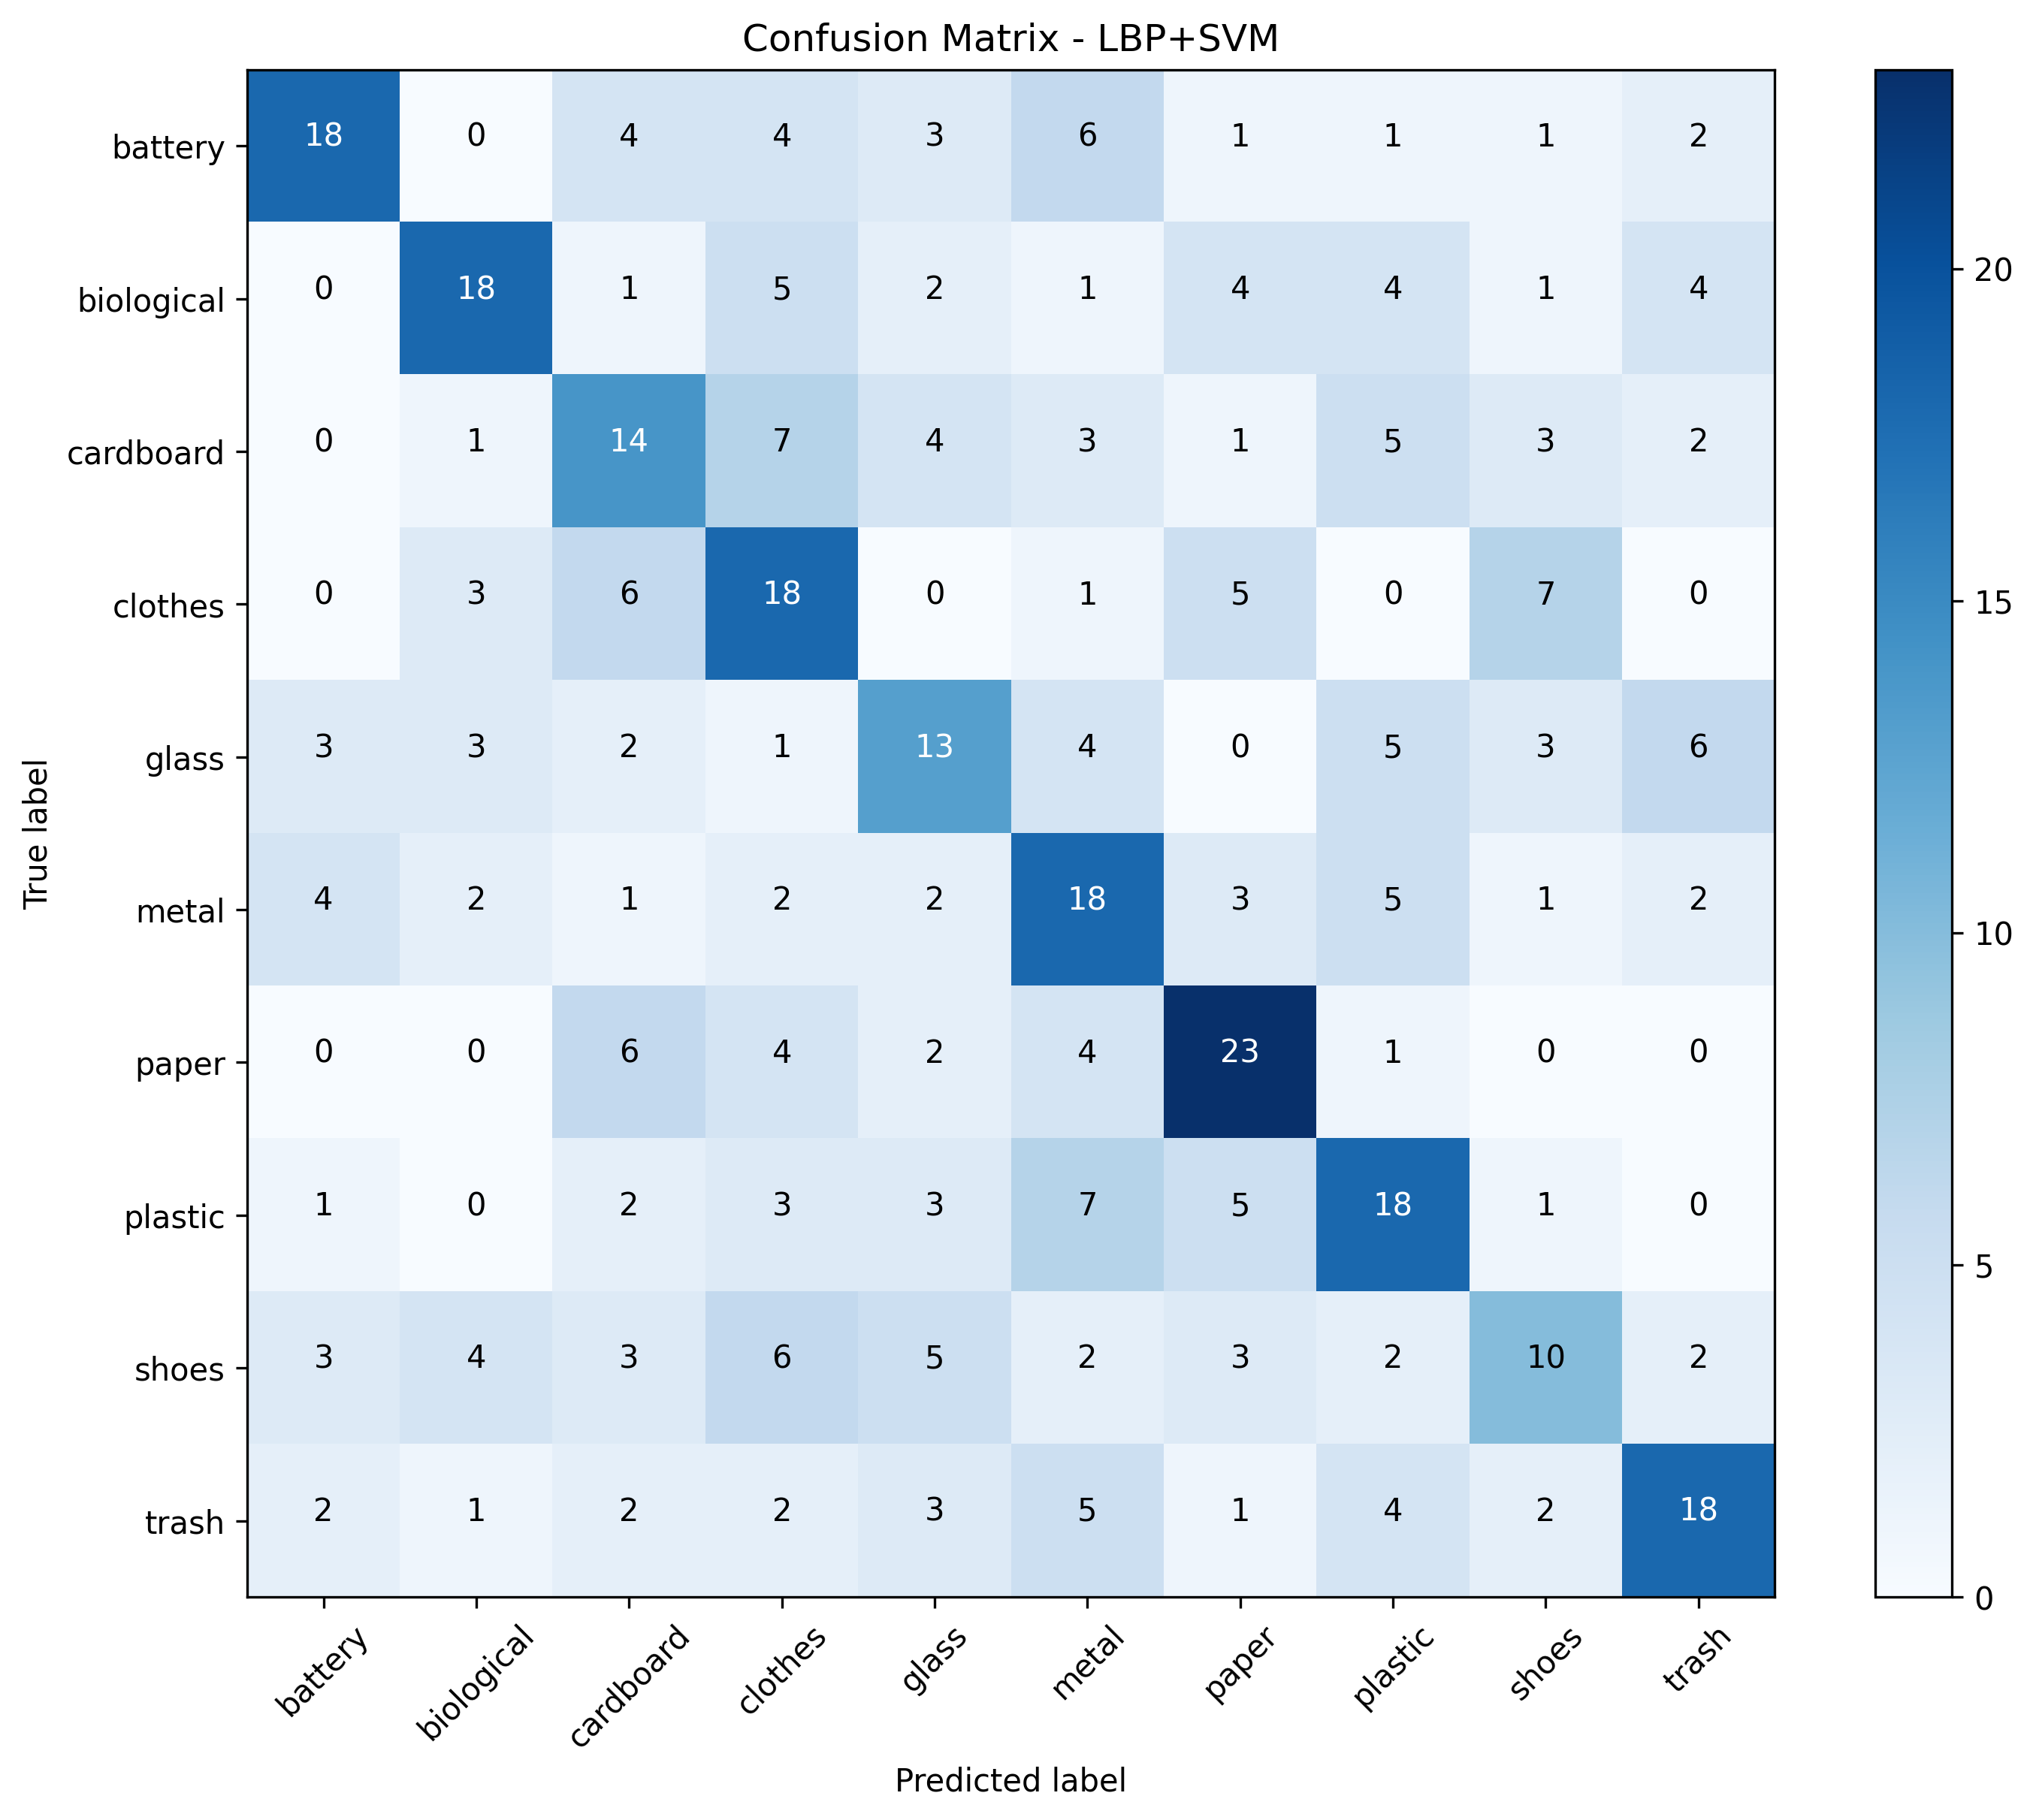 Confusion Matrix - LBP+SVM
battery 18 0 4 4 3 6 1 1 1 2
biological 0 18 1 5 2 1 4 4 1 4
cardboard 0 1 14 7 4 3 1 5 3 2
clothes 0 3 6 18 0 1 5 0 7 0
glass 3 3 2 1 13 4 0 5 3 6
metal 4 2 1 2 2 18 3 5 1 2
paper 0 0 6 4 2 4 23 1 0 0
plastic 1 0 2 3 3 7 5 18 1 0
shoes 3 4 3 6 5 2 3 2 10 2
trash 2 1 2 2 3 5 1 4 2 18
battery biological cardboard clothes glass metal paper plastic shoes trash
Predicted label
True label
20
15
10
5
0